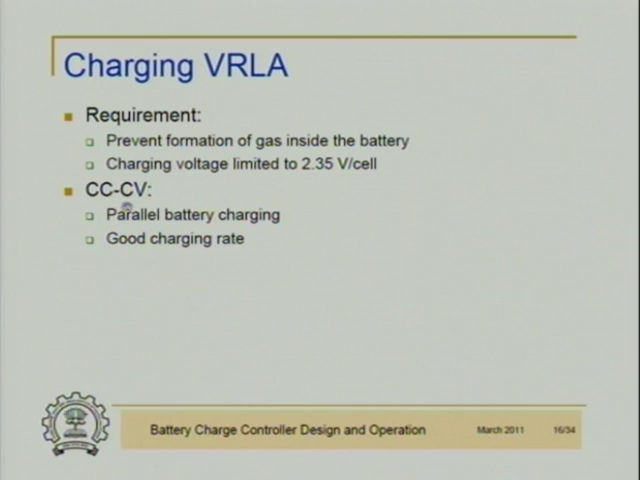 Charging VRLA
Requirement:
Prevent formation of gas inside the battery
Charging voltage limited to 2.35 V/cell
CC-CV:
Parallel battery charging
Good charging rate
Battery Charge Controller Design and Operation March 2011 16/34